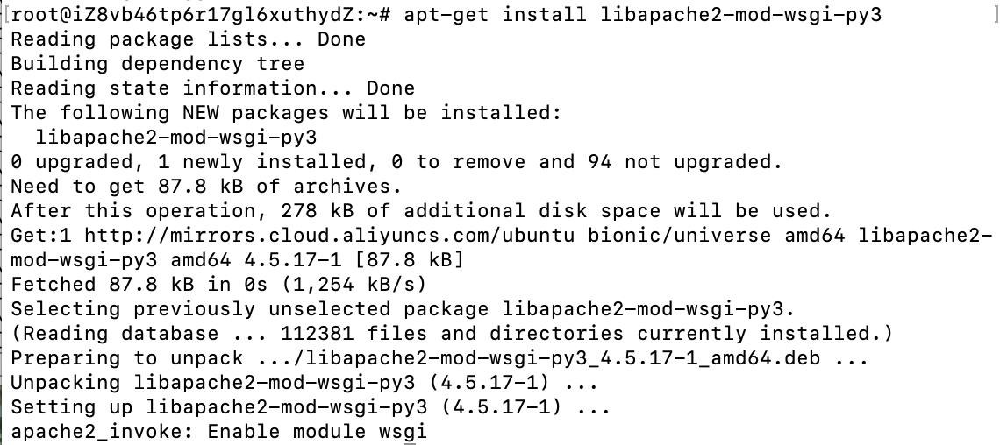 [root@iZ8vb46tp6r17gl6xuthydZ:~# apt-get install libapache2-mod-wsgi-py3 ]
Reading package lists... Done
Building dependency tree
Reading state information... Done
The following NEW packages will be installed:
  libapache2-mod-wsgi-py3
0 upgraded, 1 newly installed, 0 to remove and 94 not upgraded.
Need to get 87.8 kB of archives.
After this operation, 278 kB of additional disk space will be used.
Get:1 http://mirrors.cloud.aliyuncs.com/ubuntu bionic/universe amd64 libapache2-
mod-wsgi-py3 amd64 4.5.17-1 [87.8 kB]
Fetched 87.8 kB in 0s (1,254 kB/s)
Selecting previously unselected package libapache2-mod-wsgi-py3.
(Reading database ... 112381 files and directories currently installed.)
Preparing to unpack .../libapache2-mod-wsgi-py3_4.5.17-1_amd64.deb ...
Unpacking libapache2-mod-wsgi-py3 (4.5.17-1) ...
Setting up libapache2-mod-wsgi-py3 (4.5.17-1) ...
apache2_invoke: Enable module wsgi